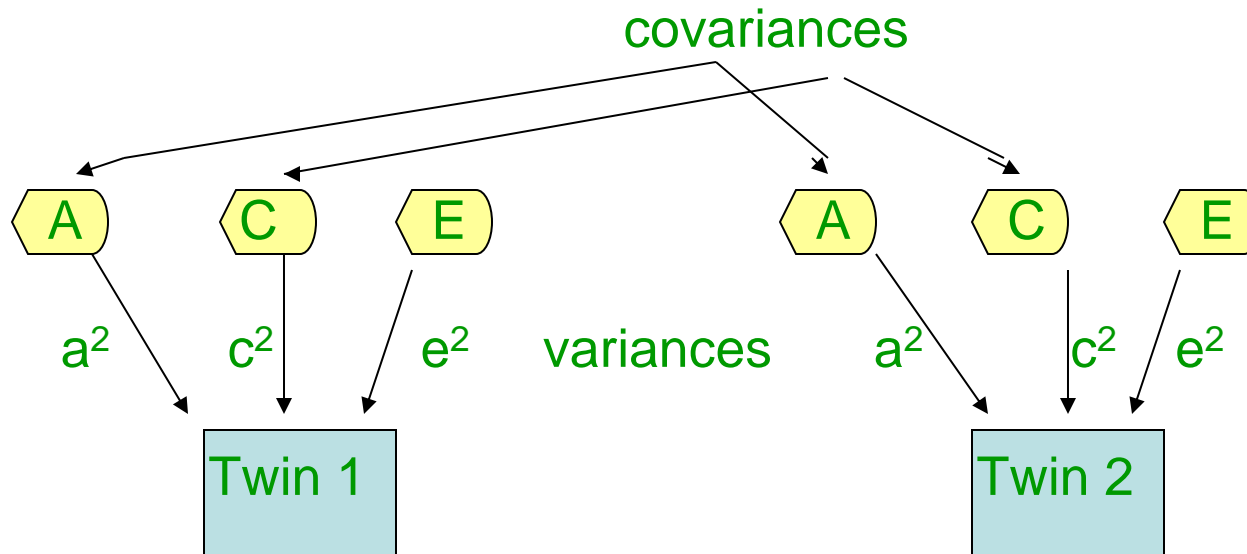 covariances
A C E A C E
a² c² e² variances a² c² e²
Twin 1 Twin 2